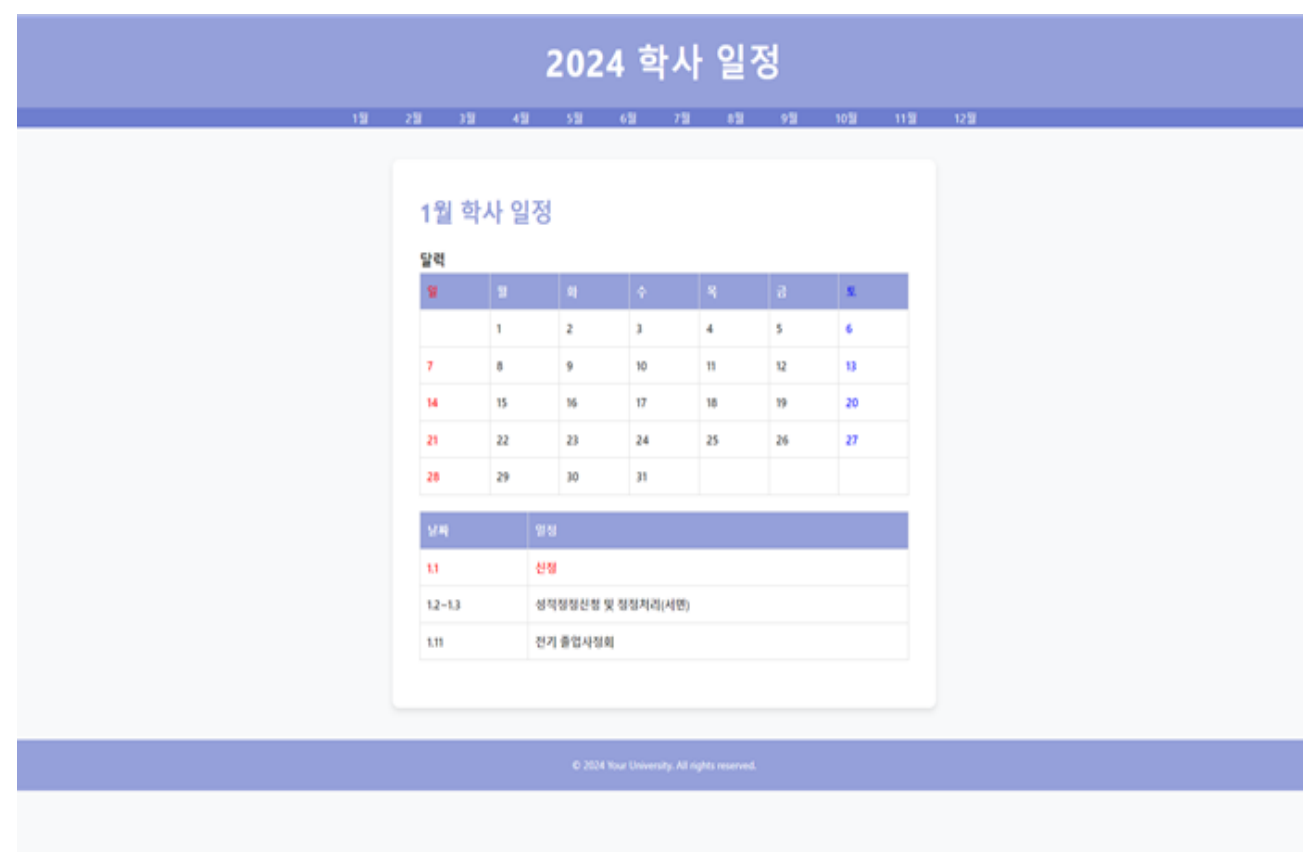 2024 학사 일정
1월 2월 3월 4월 5월 6월 7월 8월 9월 10월 11월 12월
1월 학사 일정
달력
일 월 화 수 목 금 토
1 2 3 4 5 6
7 8 9 10 11 12 13
14 15 16 17 18 19 20
21 22 23 24 25 26 27
28 29 30 31
날짜 일정
1.1 신정
1.2~1.3 성적정정신청 및 정정처리(서면)
1.11 전기 졸업사정회
© 2024 Your University. All rights reserved.